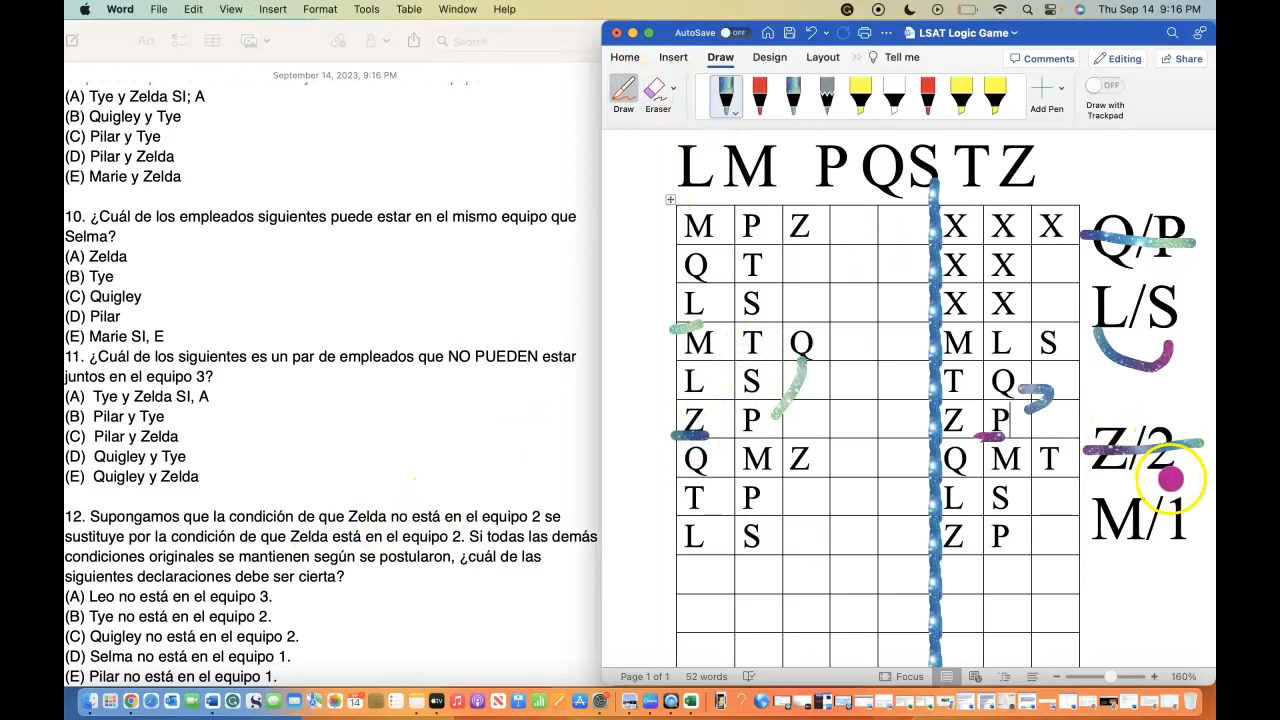 Word File Edit View Insert Format Tools Table Window Help Thu Sep 14 9:16 PM
Aa Search
September 14, 2023, 9:16 PM
(A) Tye y Zelda SI; A
(B) Quigley y Tye
(C) Pilar y Tye
(D) Pilar y Zelda
(E) Marie y Zelda
10. ¿Cuál de los empleados siguientes puede estar en el mismo equipo que
Selma?
(A) Zelda
(B) Tye
(C) Quigley
(D) Pilar
(E) Marie SI, E
11. ¿Cuál de los siguientes es un par de empleados que NO PUEDEN estar
juntos en el equipo 3?
(A) Tye y Zelda SI, A
(B) Pilar y Tye
(C) Pilar y Zelda
(D) Quigley y Tye
(E) Quigley y Zelda
12. Supongamos que la condición de que Zelda no está en el equipo 2 se
sustituye por la condición de que Zelda está en el equipo 2. Si todas las demás
condiciones originales se mantienen según se postularon, ¿cuál de las
siguientes declaraciones debe ser cierta?
(A) Leo no está en el equipo 3.
(B) Tye no está en el equipo 2.
(C) Quigley no está en el equipo 2.
(D) Selma no está en el equipo 1.
(E) Pilar no está en el equipo 1.
AutoSave OFF LSAT Logic Game
Home Insert Draw Design Layout Tell me Comments Editing Share
Draw Eraser Add Pen Draw with Trackpad OFF
L M P Q S T Z
M P Z X X X
Q T X X
L S X X
M T Q M L S
L S T Q
Z P Z P
Q M Z Q M T
T P L S
L S Z P
Q/P
L/S
Z/2
M/1
Page 1 of 1 52 words Focus 160%